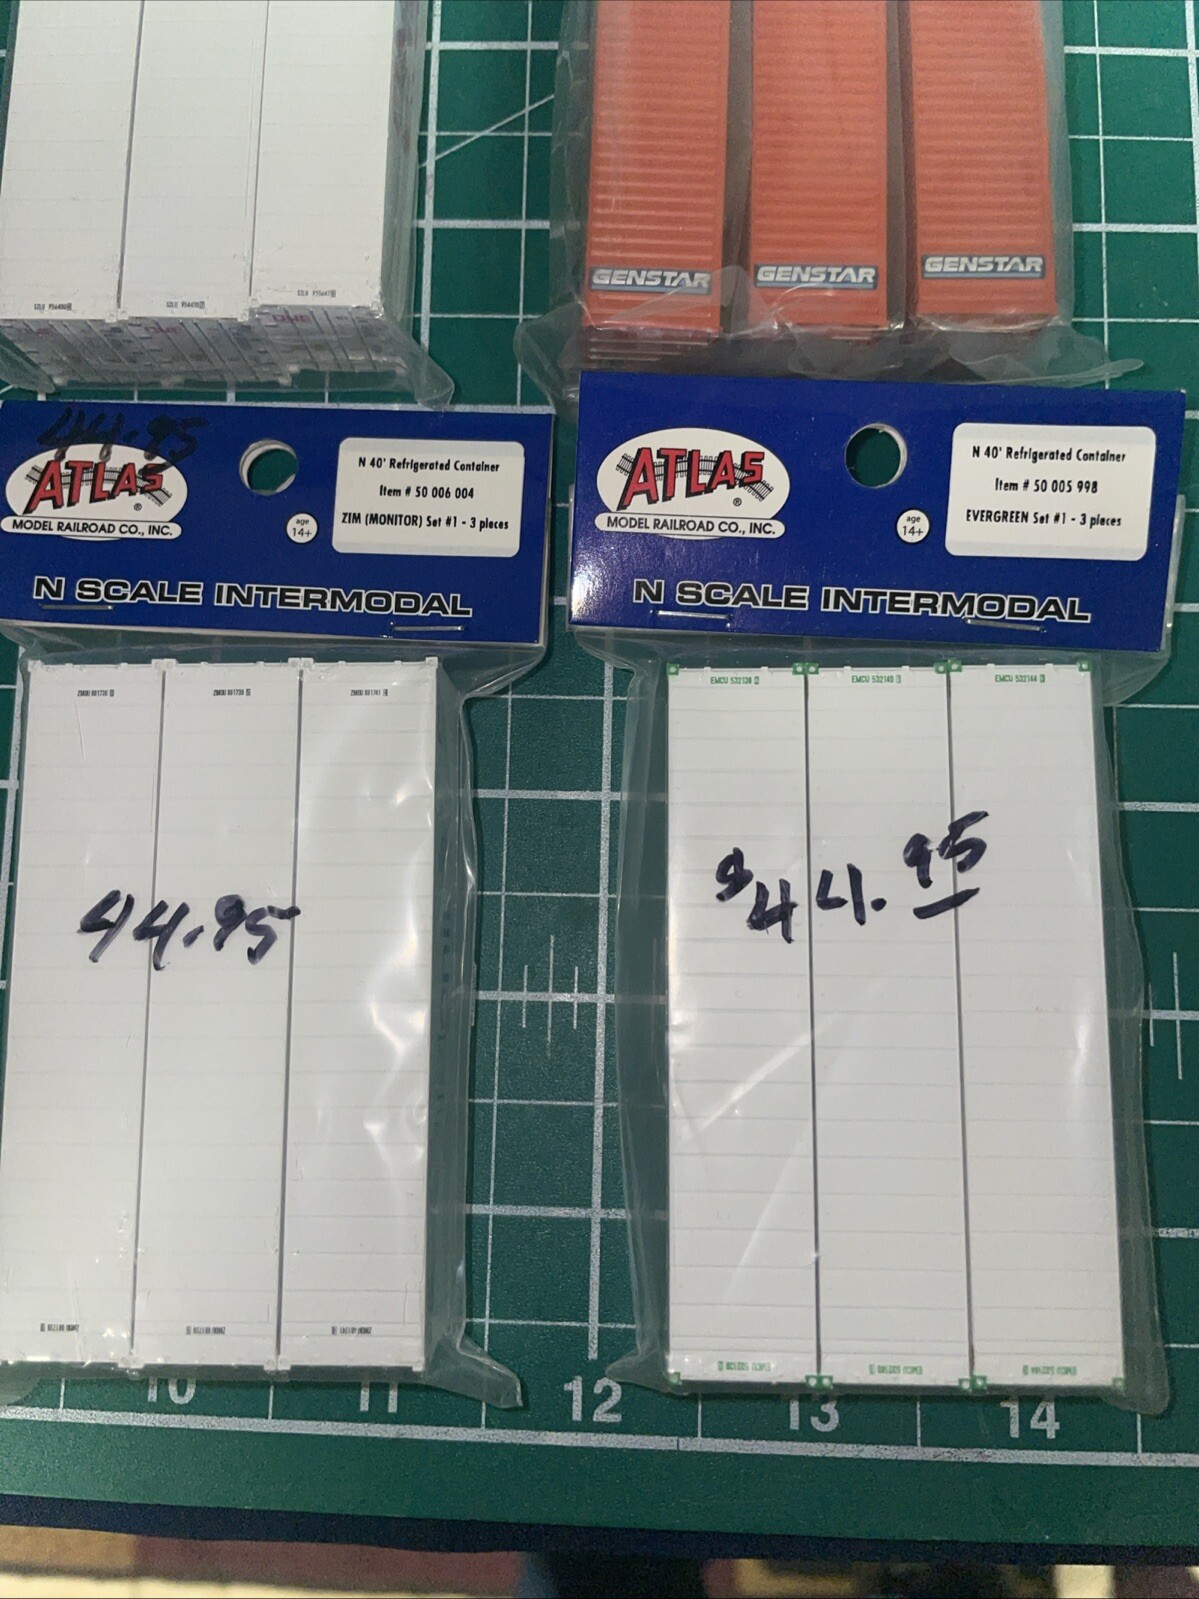 GENSTAR
GENSTAR
GENSTAR
44.95
ATLAS
®
MODEL RAILROAD CO., INC.
age
14+
N 40' Refrigerated Container
Item # 50 006 004
ZIM (MONITOR) Set #1 - 3 pieces
N SCALE INTERMODAL
ATLAS
®
MODEL RAILROAD CO., INC.
age
14+
N 40' Refrigerated Container
Item # 50 005 998
EVERGREEN Set #1 - 3 pieces
N SCALE INTERMODAL
EMCU 532138
EMCU 532140
EMCU 532144
44.95
$44.95
10
11
12
13
14